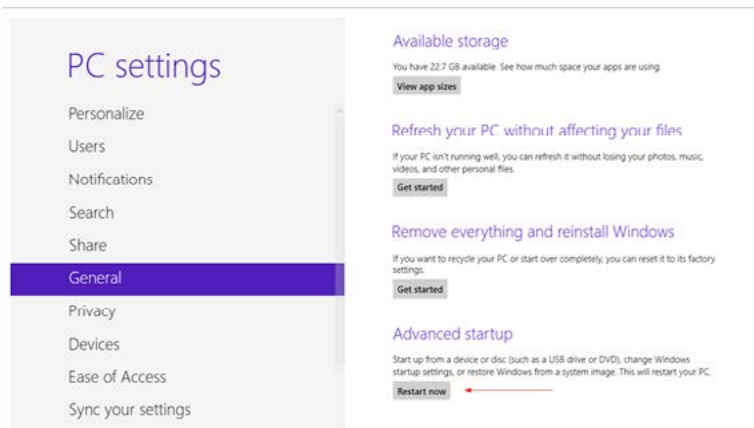 PC settings
Personalize
Users
Notifications
Search
Share
General
Privacy
Devices
Ease of Access
Sync your settings
Available storage
You have 22.7 GB available. See how much space your apps are using.
View app sizes
Refresh your PC without affecting your files
If your PC isn't running well, you can refresh it without losing your photos, music,
videos, and other personal files.
Get started
Remove everything and reinstall Windows
If you want to recycle your PC or start over completely, you can reset it to its factory
settings.
Get started
Advanced startup
Start up from a device or disc (such as a USB drive or DVD), change Windows
startup settings, or restore Windows from a system image. This will restart your PC.
Restart now